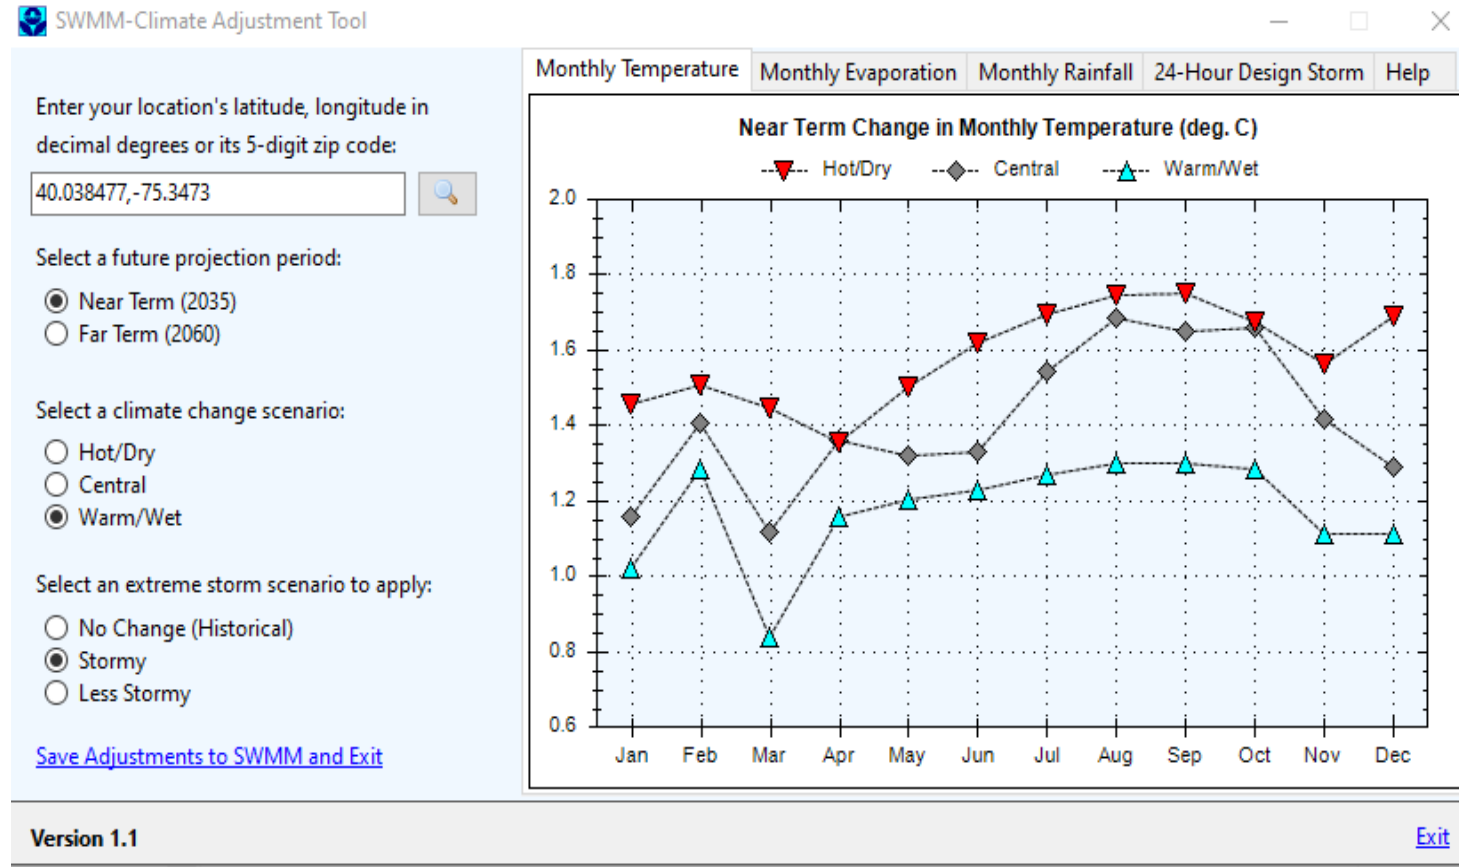 SWMM-Climate Adjustment Tool
Enter your location's latitude, longitude in
decimal degrees or its 5-digit zip code:
40.038477,-75.3473
Select a future projection period:
Near Term (2035)
Far Term (2060)
Select a climate change scenario:
Hot/Dry
Central
Warm/Wet
Select an extreme storm scenario to apply:
No Change (Historical)
Stormy
Less Stormy
Save Adjustments to SWMM and Exit
Monthly Temperature Monthly Evaporation Monthly Rainfall 24-Hour Design Storm Help
Near Term Change in Monthly Temperature (deg. C)
Hot/Dry Central Warm/Wet
2.0
1.8
1.6
1.4
1.2
1.0
0.8
0.6
Jan Feb Mar Apr May Jun Jul Aug Sep Oct Nov Dec
Version 1.1
Exit